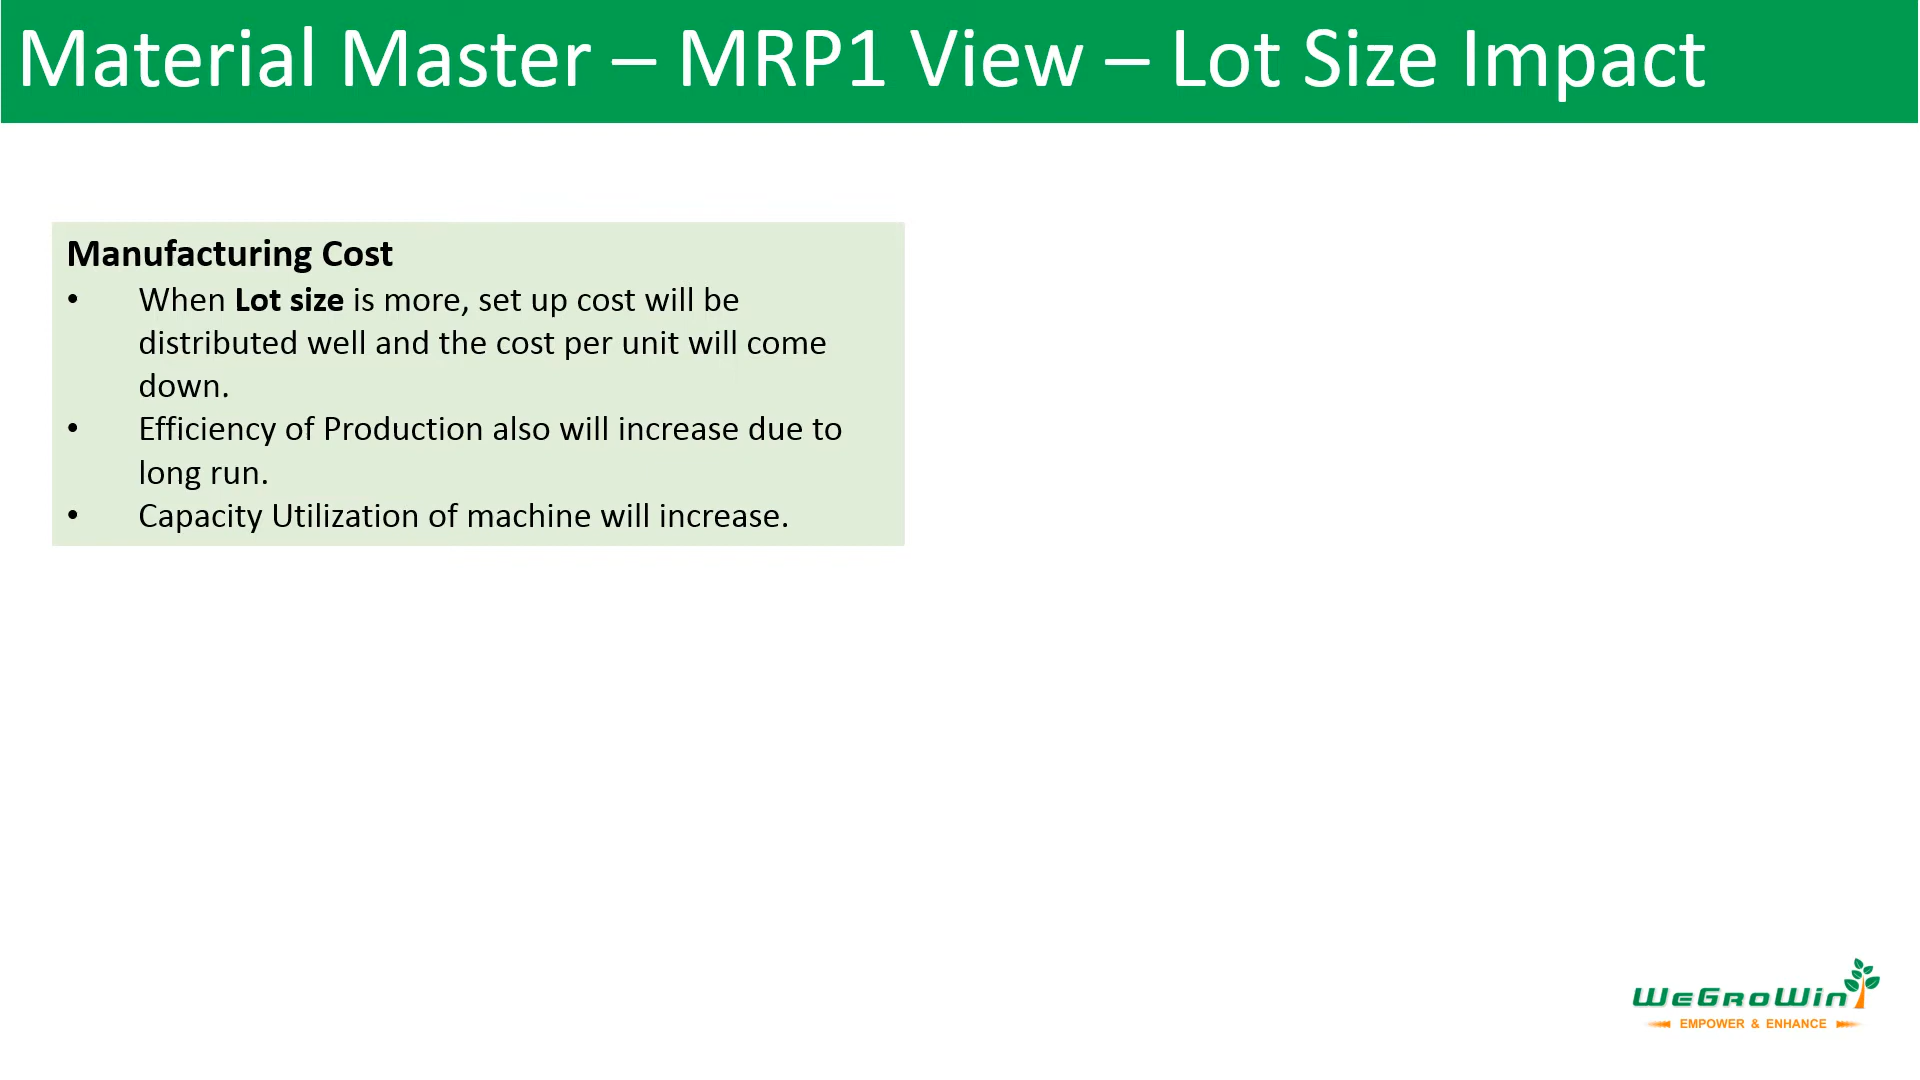 Material Master – MRP1 View – Lot Size Impact
Manufacturing Cost
• When Lot size is more, set up cost will be
distributed well and the cost per unit will come
down.
• Efficiency of Production also will increase due to
long run.
• Capacity Utilization of machine will increase.
WeGroWin
EMPOWER & ENHANCE